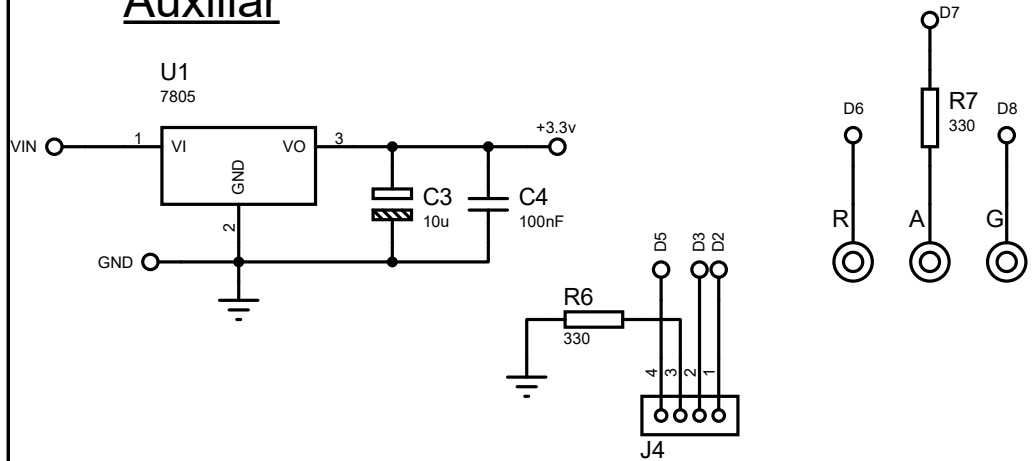 Auxiliar
U1
7805
VIN
1
VI
VO
3
GND
2
+3.3v
C3
10u
C4
100nF
GND
R6
330
D5
D3
D2
4
3
2
1
J4
D7
R7
330
D6
D8
R
A
G